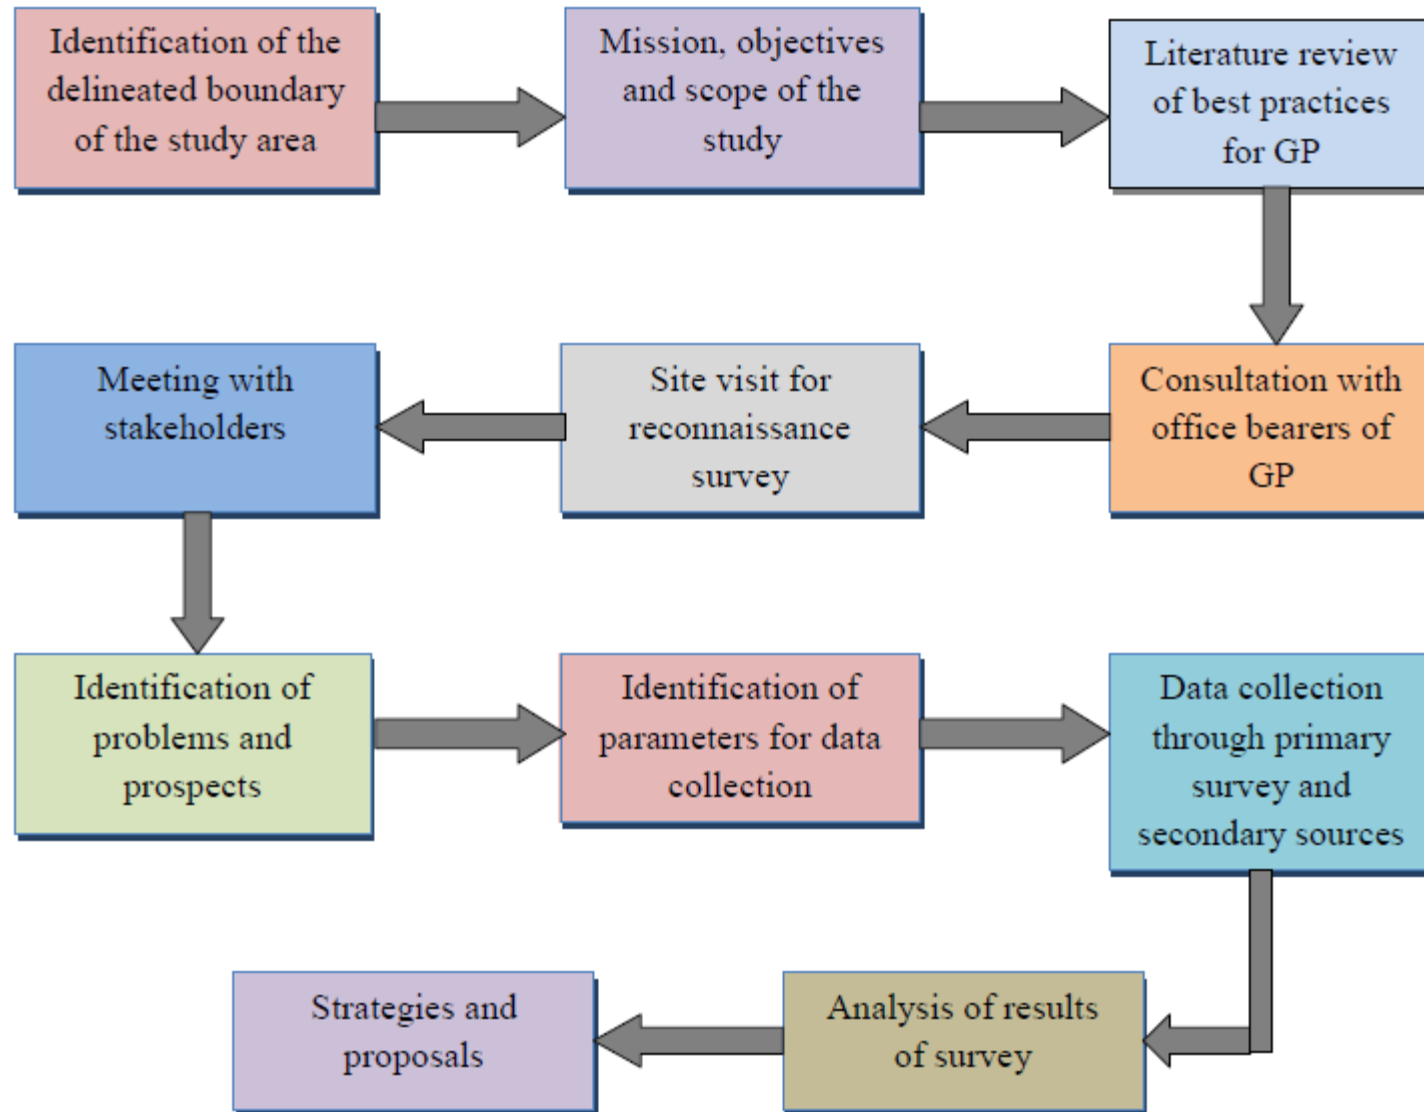 Identification of the
delineated boundary
of the study area
Mission, objectives
and scope of the
study
Literature review
of best practices
for GP
Consultation with
office bearers of
GP
Site visit for
reconnaissance
survey
Meeting with
stakeholders
Identification of
problems and
prospects
Identification of
parameters for data
collection
Data collection
through primary
survey and
secondary sources
Analysis of results
of survey
Strategies and
proposals